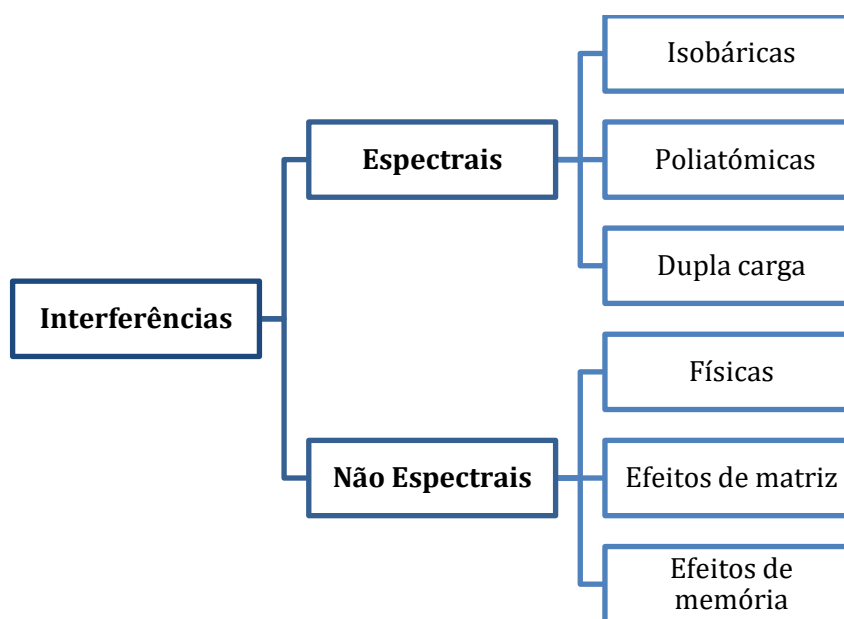 Interferências
Espectrais
Isobáricas
Poliatómicas
Dupla carga
Não Espectrais
Físicas
Efeitos de matriz
Efeitos de
memória